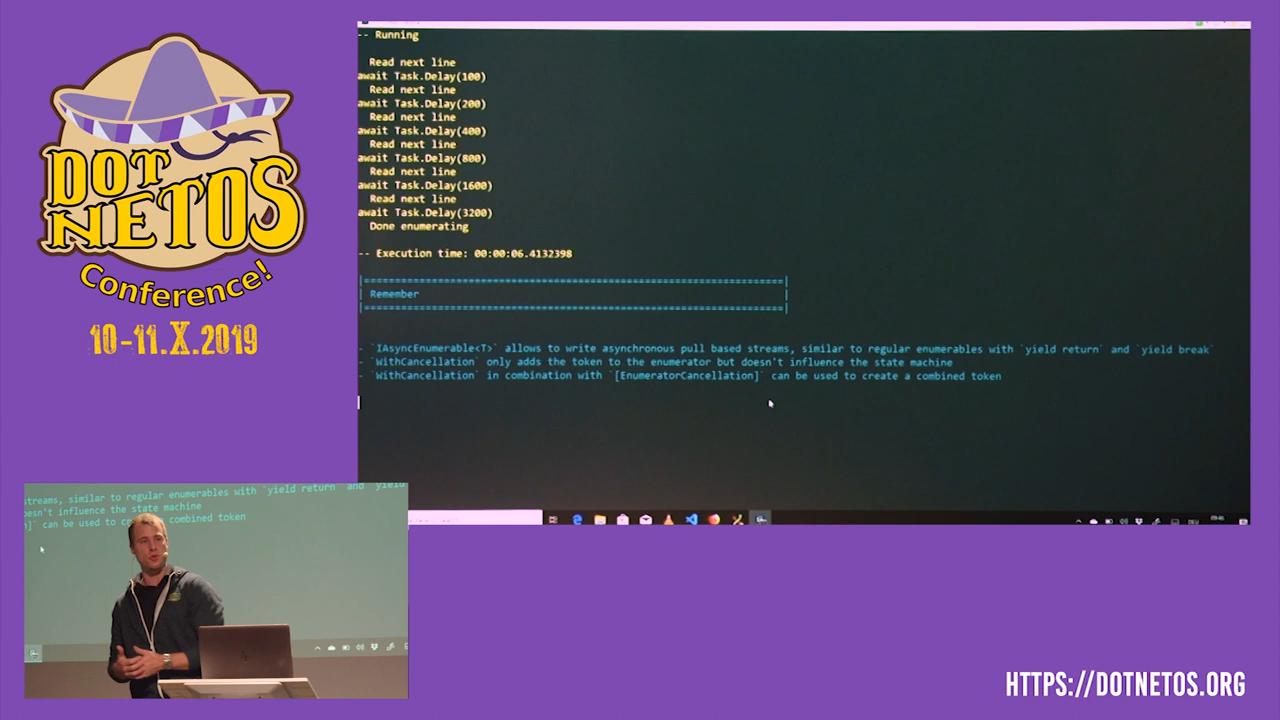 DOT
NETOS
Conference!
10-11.X.2019
-- Running
Read next line
await Task.Delay(100)
Read next line
await Task.Delay(200)
Read next line
await Task.Delay(400)
Read next line
await Task.Delay(800)
Read next line
await Task.Delay(1600)
Read next line
await Task.Delay(3200)
Done enumerating
-- Execution time: 00:00:06.4132398
|=====================================================================|
| Remember |
|=====================================================================|
- `IAsyncEnumerable<T>` allows to write asynchronous pull based streams, similar to regular enumerables with `yield return` and `yield break`
- `WithCancellation` only adds the token to the enumerator but doesn't influence the state machine
- `WithCancellation` in combination with `[EnumeratorCancellation]` can be used to create a combined token
streams, similar to regular enumerables with `yield return` and `yield
doesn't influence the state machine
n]` can be used to create a combined token
HTTPS://DOTNETOS.ORG